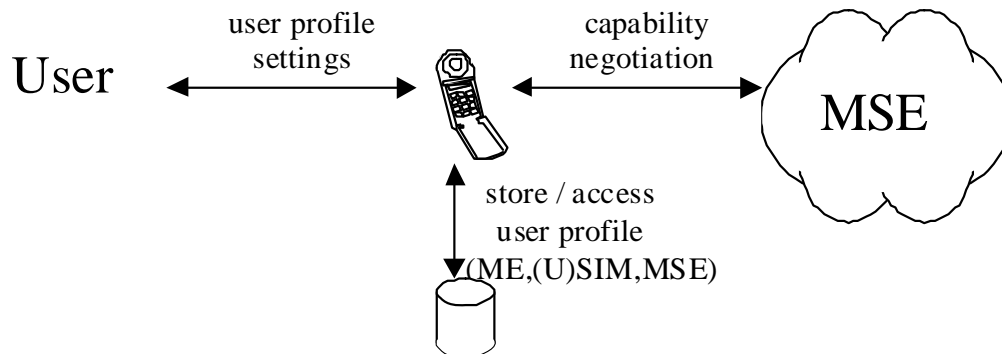 user profile
settings
User
capability
negotiation
MSE
store / access
user profile
(ME,(U)SIM,MSE)